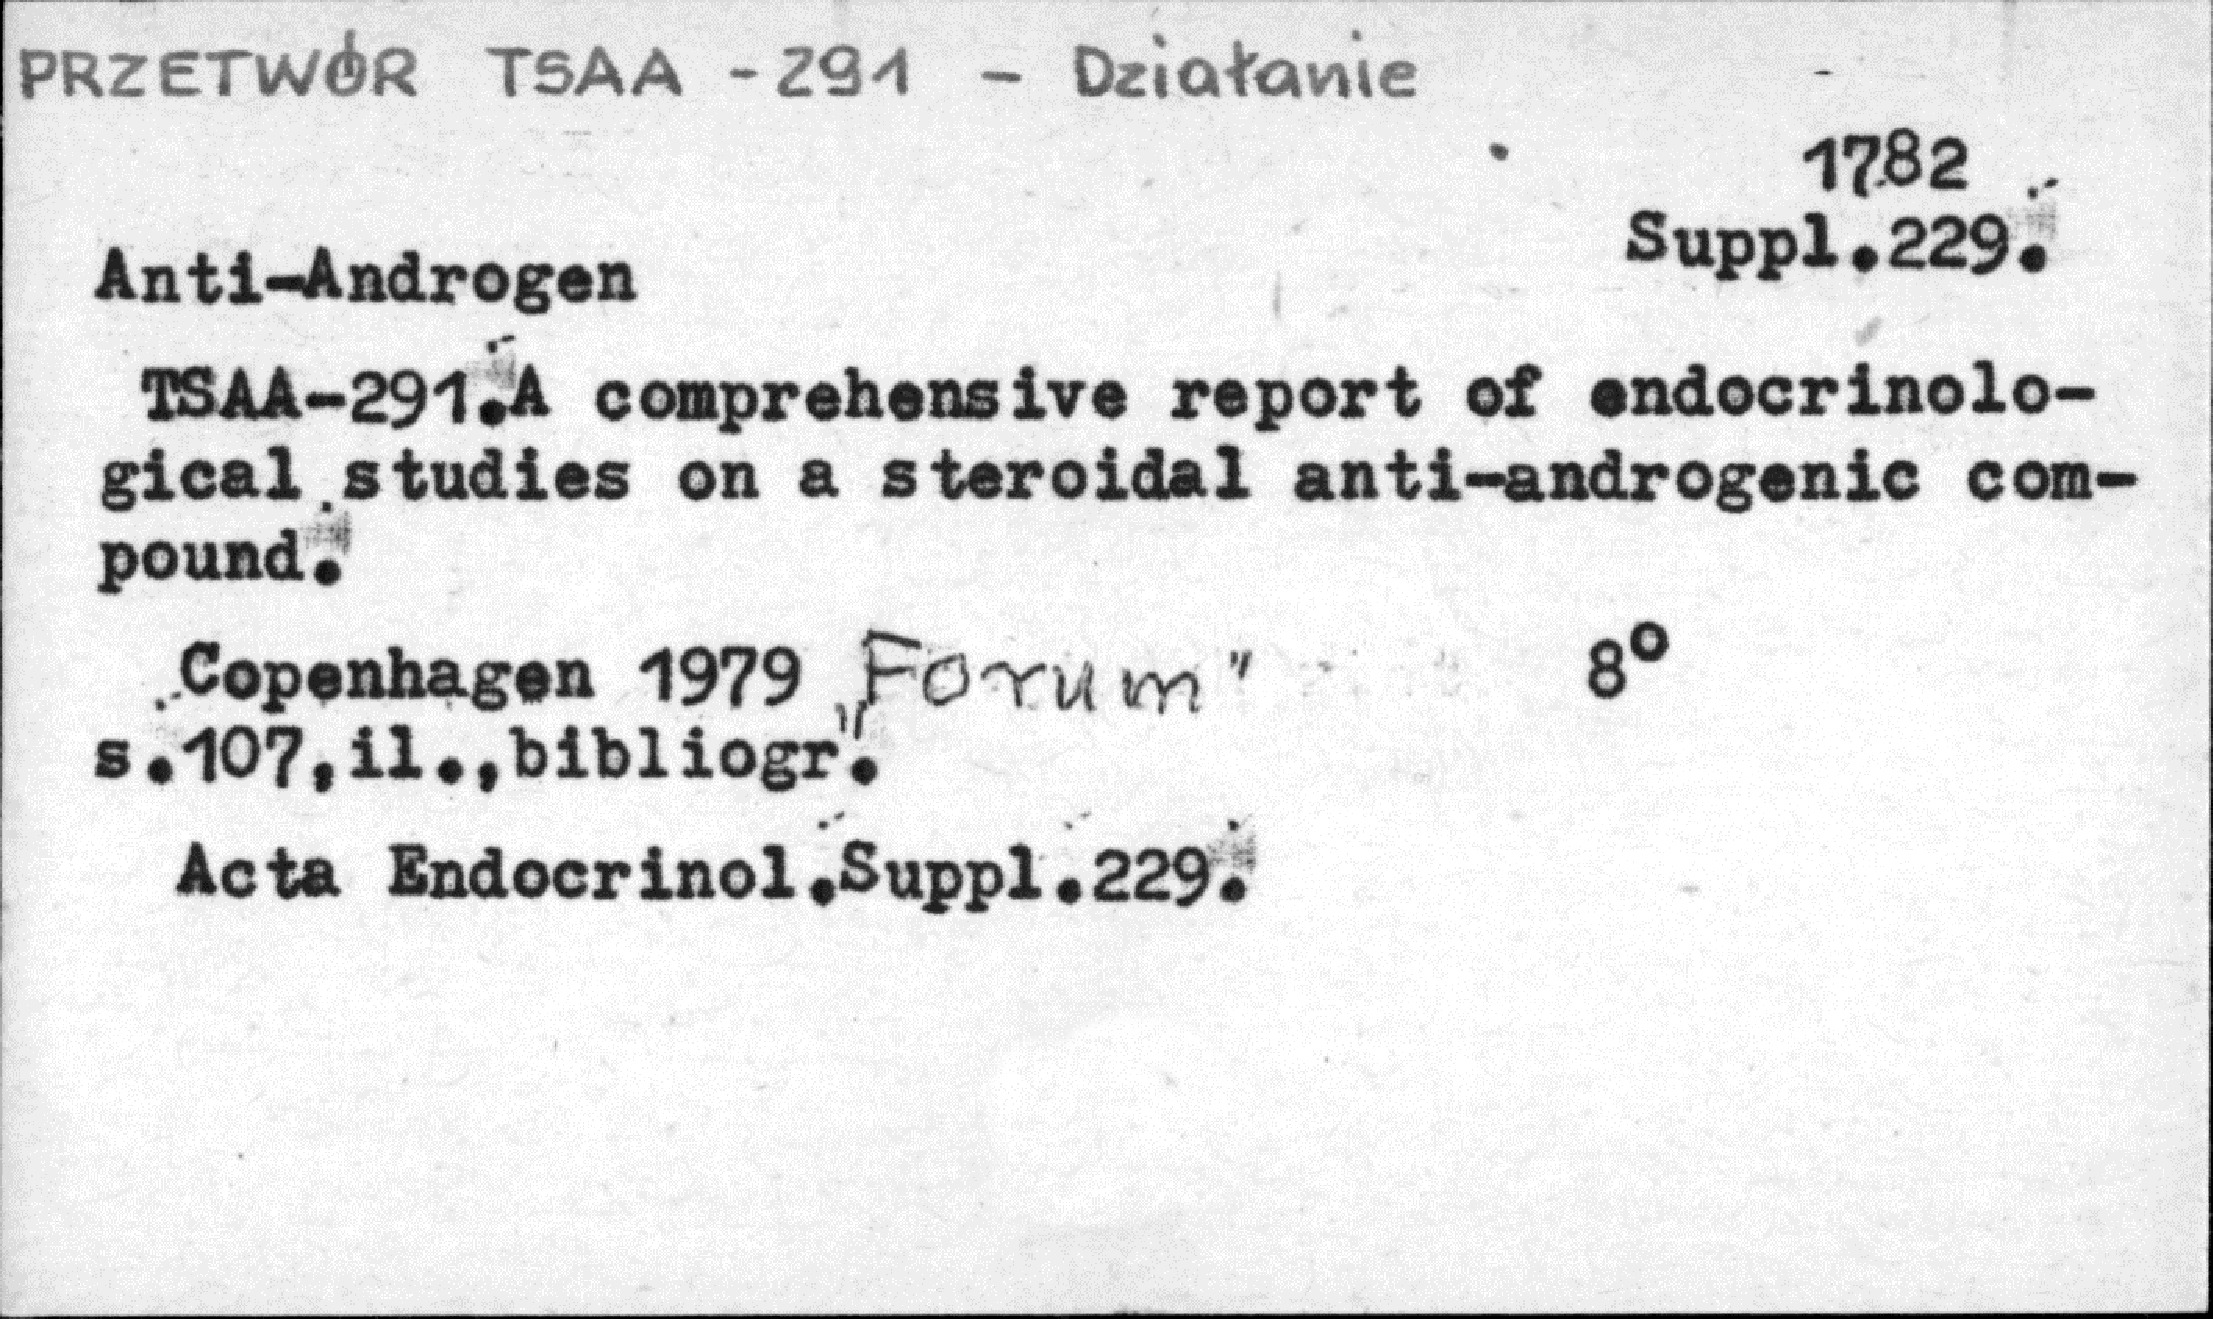 PRZETWÓR TSAA - 291 - Działanie
1782
Suppl.229.
Anti-Androgen
TSAA-291.A comprehensive report of endocrinolo-
gical studies on a steroidal anti-androgenic com-
pound.
Copenhagen 1979 „Forum" 8°
s.107,il.,bibliogr.
Acta Endocrinol.Suppl.229.